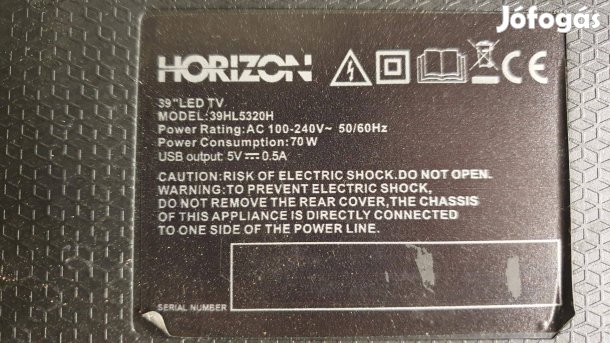 Jófogás
HORIZON
CE
39"LED TV
MODEL:39HL5320H
Power Rating:AC 100-240V~ 50/60Hz
Power Consumption:70W
USB output: 5V⎓0.5A
CAUTION:RISK OF ELECTRIC SHOCK.DO NOT OPEN.
WARNING:TO PREVENT ELECTRIC SHOCK,
DO NOT REMOVE THE REAR COVER,THE CHASSIS
OF THIS APPLIANCE IS DIRECTLY CONNECTED
TO ONE SIDE OF THE POWER LINE.
SERIAL NUMBER